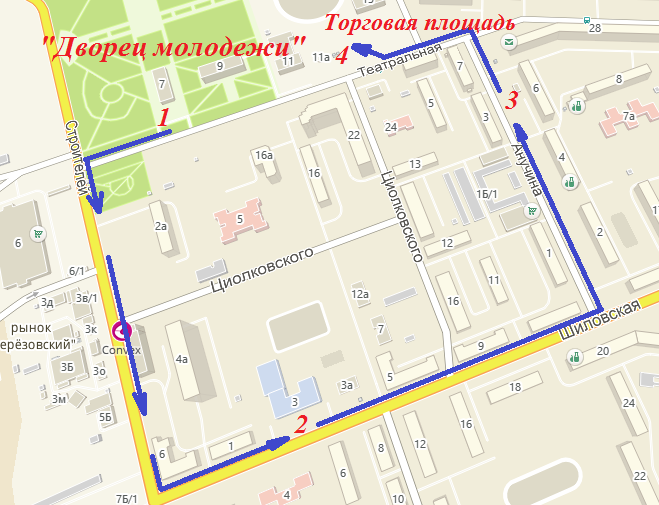 Торговая площадь
28
"Дворец молодежи"
4
11а
11
9
7
Театральная
7
6
8
1
3
5
3
24
7а
Строителей
22
Анучина
4
16а
16
13
Циолковского
1Б/1
2а
5
2
6
12
1
Циолковского
6/1
11
12а
3в/1
3д
16
Шиловская
рынок
ерёзовский"
3к
7
Convex
9
20
4а
3Б
3о
5
3а
18
3м
3
24
5Б
2
1
6
8
12
16
6
22
4
10
7Б/1